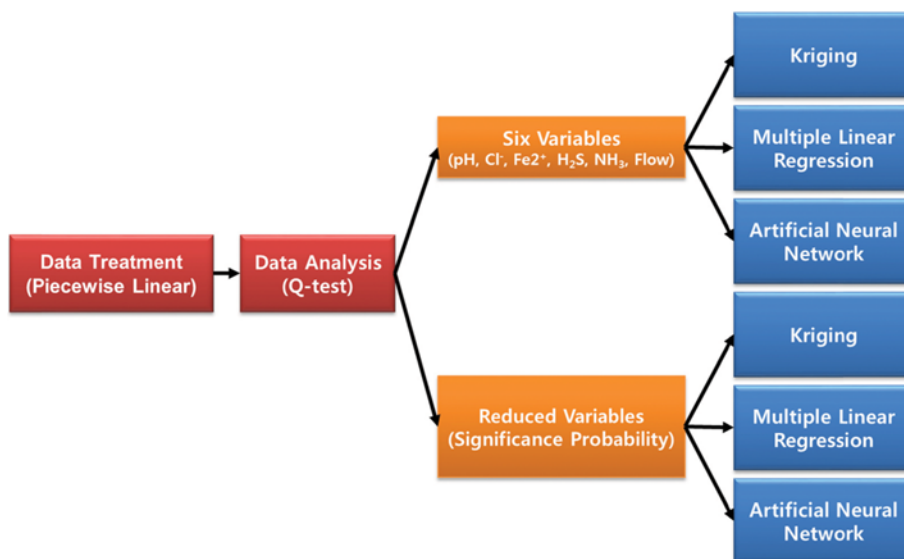 Data Treatment
(Piecewise Linear)
Data Analysis
(Q-test)
Six Variables
(pH, Cl⁻, Fe2⁺, H₂S, NH₃, Flow)
Kriging
Multiple Linear
Regression
Artificial Neural
Network
Reduced Variables
(Significance Probability)
Kriging
Multiple Linear
Regression
Artificial Neural
Network